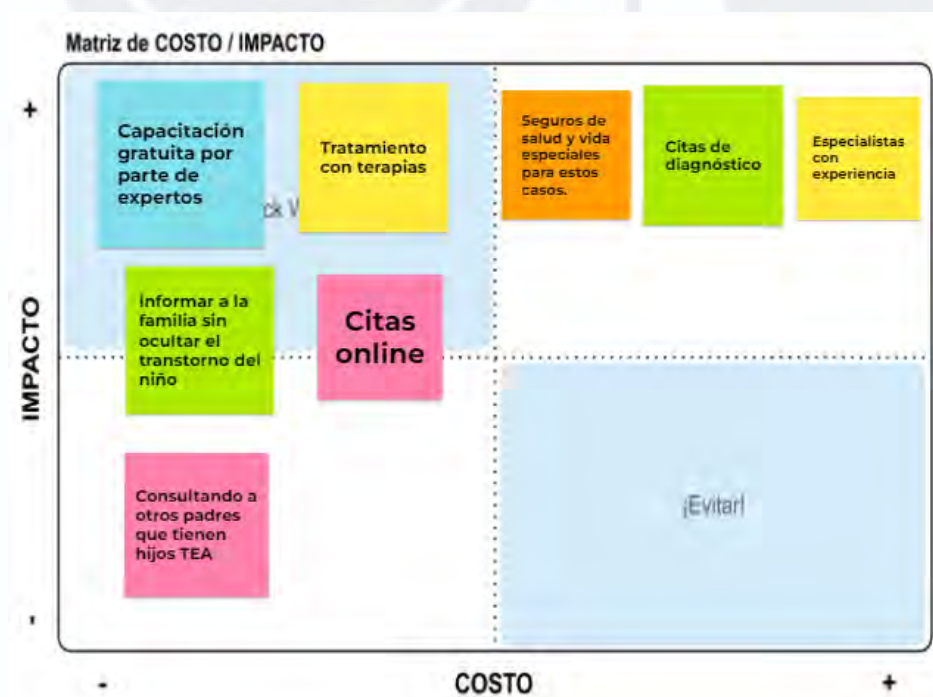 Matriz de COSTO / IMPACTO
+
Capacitación
gratuita por
parte de
expertos
Tratamiento
con terapias
Seguros de
salud y vida
especiales
para estos
casos.
Citas de
diagnóstico
Especialistas
con
experiencia
ck
Informar a la
familia sin
ocultar el
transtorno del
niño
Citas
online
IMPACTO
Consultando a
otros padres
que tienen
hijos TEA
¡Evitar!
-
-
COSTO
+